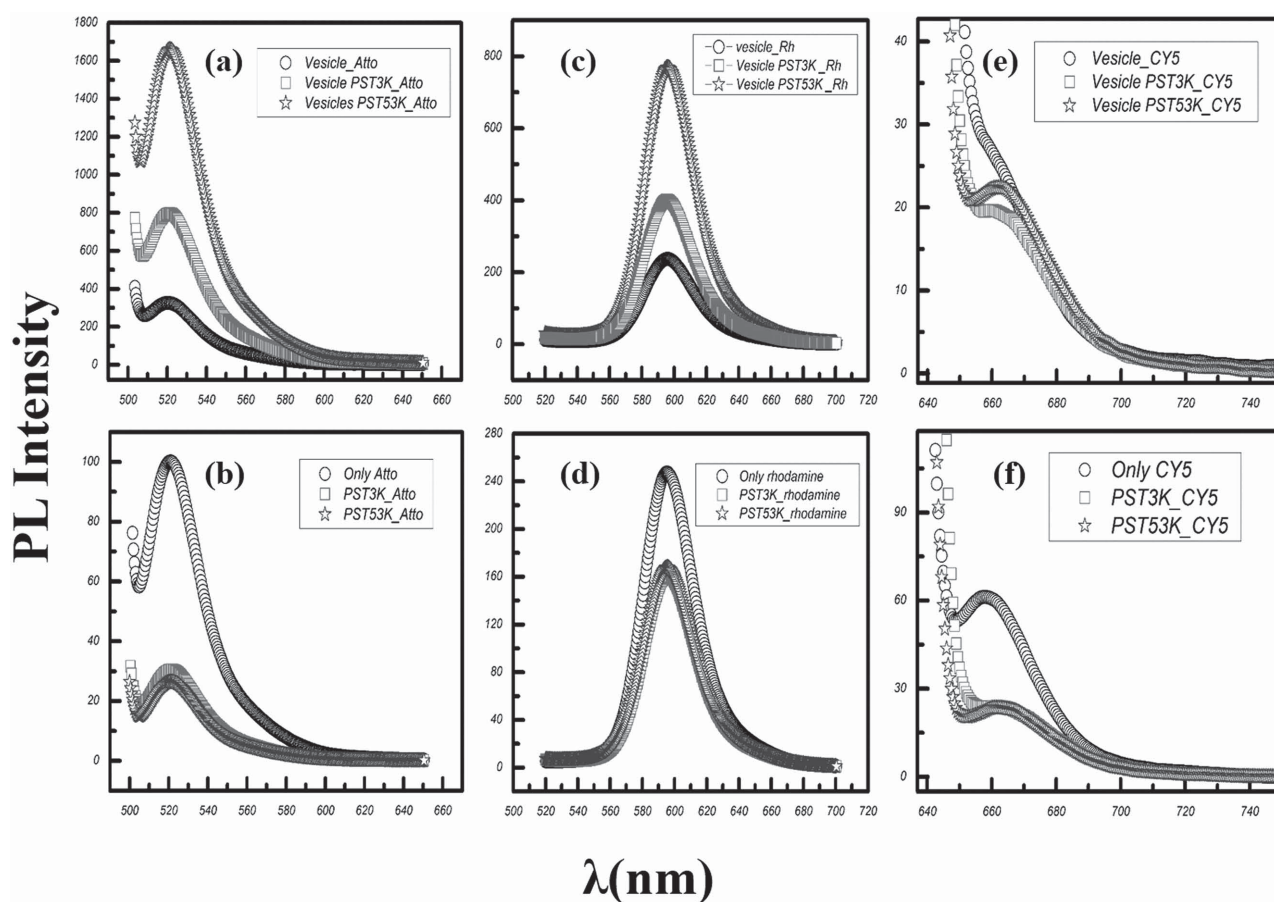 PL Intensity
(a)
Vesicle_Atto
Vesicle PST3K_Atto
Vesicles PST53K_Atto
1800
1600
1400
1200
1000
800
600
400
200
0
500 520 540 560 580 600 620 640 660
(c)
vesicle_Rh
Vesicle PST3K_Rh
Vesicle PST53K_Rh
800
600
400
200
0
500 520 540 560 580 600 620 640 660 680 700 720
(e)
Vesicle_CY5
Vesicle PST3K_CY5
Vesicle PST53K_CY5
40
30
20
10
0
640 660 680 700 720 740
(b)
Only Atto
PST3K_Atto
PST53K_Atto
100
80
60
40
20
0
500 520 540 560 580 600 620 640 660
(d)
Only rhodamine
PST3K_rhodamine
PST53K_rhodamine
280
240
200
160
120
80
40
0
500 520 540 560 580 600 620 640 660 680 700 720
(f)
Only CY5
PST3K_CY5
PST53K_CY5
90
60
30
0
640 660 680 700 720 740
λ(nm)